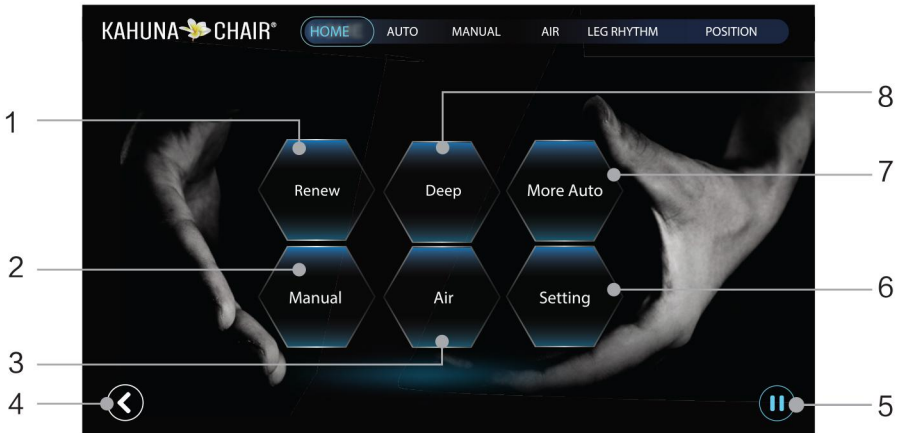 KAHUNA CHAIR® HOME AUTO MANUAL AIR LEG RHYTHM POSITION
8
1
7
Renew Deep More Auto
2
6
Manual Air Setting
3
4
5